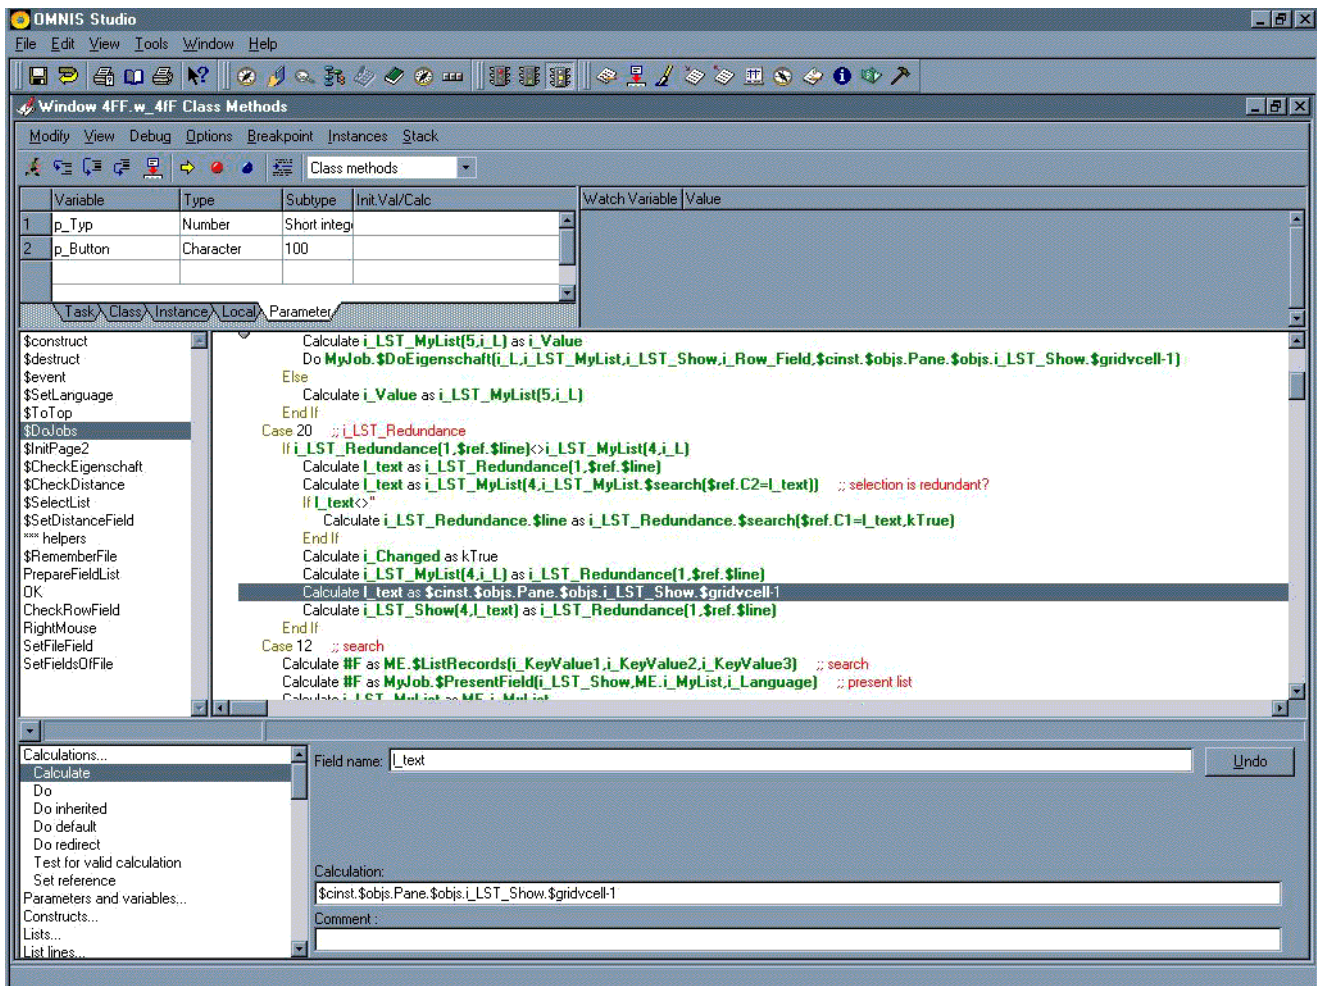 OMNIS Studio
File Edit View Tools Window Help
Window 4FF.w_4fF Class Methods
Modify View Debug Options Breakpoint Instances Stack
Class methods
Variable Type Subtype Init.Val/Calc
Watch Variable Value
1 p_Typ Number Short integ
2 p_Button Character 100
Task Class Instance Local Parameter
$construct
$destruct
$event
$SetLanguage
$ToTop
$DoJobs
$InitPage2
$CheckEigenschaft
$CheckDistance
$SelectList
$SetDistanceField
*** helpers
$RememberFile
PrepareFieldList
OK
CheckRowField
RightMouse
SetFileField
SetFieldsOfFile
Calculate i_LST_MyList(5,i_L) as i_Value
Do MyJob.$DoEigenschaft(i_L,i_LST_MyList,i_LST_Show,i_Row_Field,$cinst.$objs.Pane.$objs.i_LST_Show.$gridvcell-1)
Else
Calculate i_Value as i_LST_MyList(5,i_L)
End If
Case 20 ;; i_LST_Redundance
If i_LST_Redundance(1,$ref.$line)<>i_LST_MyList(4,i_L)
Calculate l_text as i_LST_Redundance(1,$ref.$line)
Calculate l_text as i_LST_MyList(4,i_LST_MyList.$search($ref.C2=l_text)) ;; selection is redundant?
If l_text<>''
Calculate i_LST_Redundance.$line as i_LST_Redundance.$search($ref.C1=l_text,kTrue)
End If
Calculate i_Changed as kTrue
Calculate i_LST_MyList(4,i_L) as i_LST_Redundance(1,$ref.$line)
Calculate l_text as $cinst.$objs.Pane.$objs.i_LST_Show.$gridvcell-1
Calculate i_LST_Show(4,l_text) as i_LST_Redundance(1,$ref.$line)
End If
Case 12 ;; search
Calculate #F as ME.$ListRecords(i_KeyValue1,i_KeyValue2,i_KeyValue3) ;; search
Calculate #F as MyJob.$PresentField(i_LST_Show,ME.i_MyList,i_Language) ;; present list
Calculate i_LST_MyList as ME.i_MyList
Calculations...
Calculate
Do
Do inherited
Do default
Do redirect
Test for valid calculation
Set reference
Parameters and variables...
Constructs...
Lists...
List lines...
Field name: l_text
Undo
Calculation:
$cinst.$objs.Pane.$objs.i_LST_Show.$gridvcell-1
Comment :